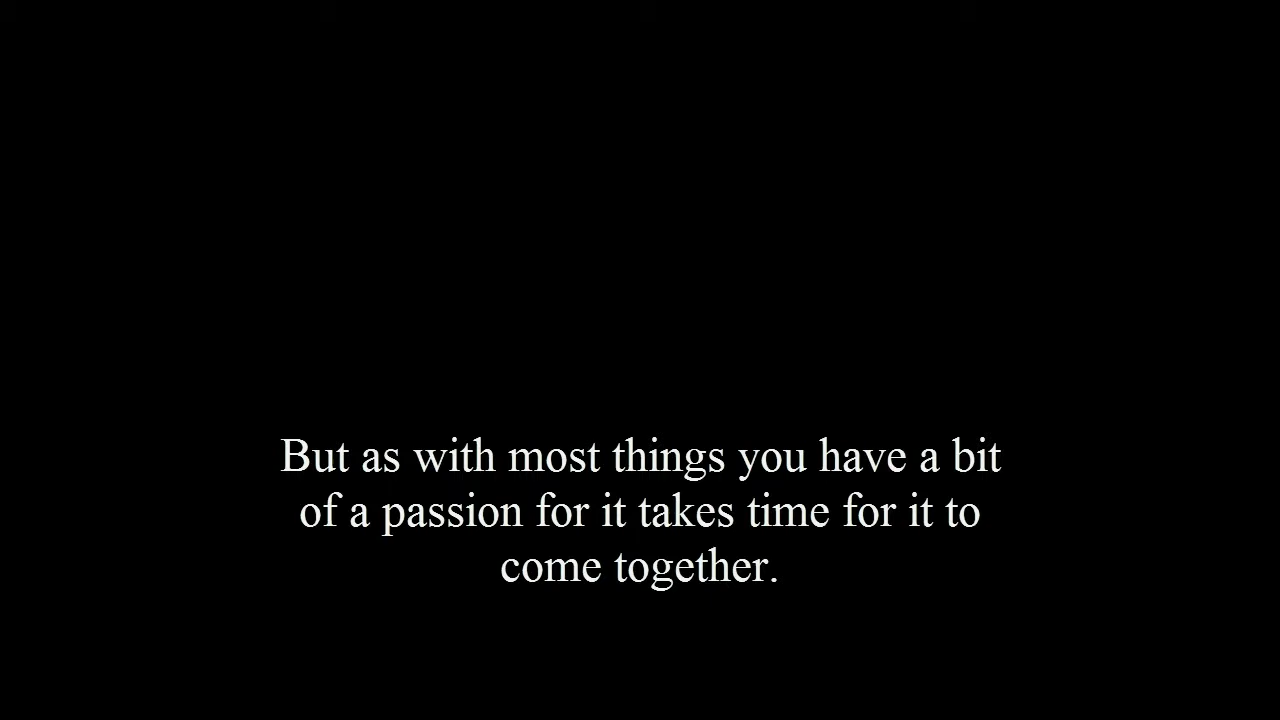 But as with most things you have a bit
of a passion for it takes time for it to
come together.